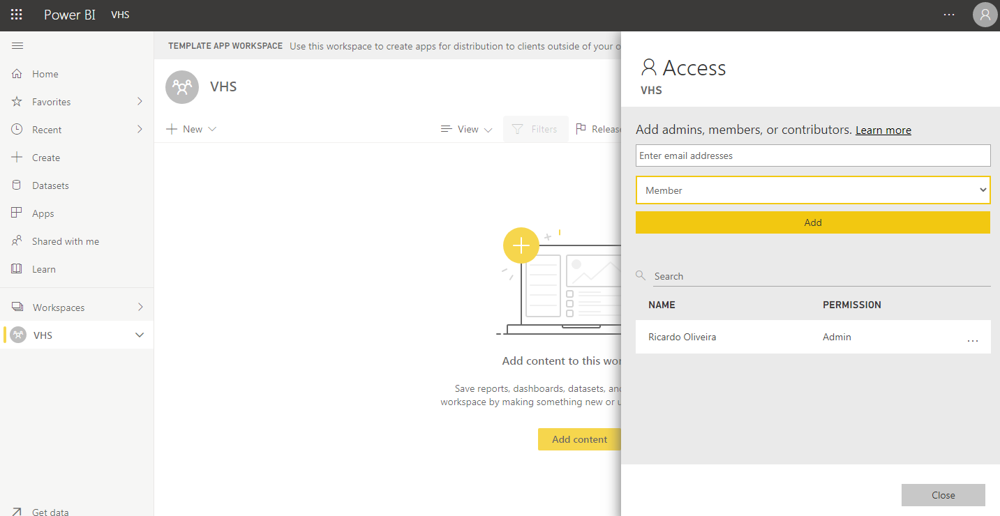 Power BI VHS ...
TEMPLATE APP WORKSPACE Use this workspace to create apps for distribution to clients outside of your o
Home
Favorites
Recent
Create
Datasets
Apps
Shared with me
Learn
Workspaces
VHS
Get data
VHS
New
View
Filters
Releas
Add content to this wor
Save reports, dashboards, datasets, and
workspace by making something new or u
Add content
Access
VHS
Add admins, members, or contributors. Learn more
Enter email addresses
Member
Add
Search
NAME PERMISSION
Ricardo Oliveira Admin ...
Close